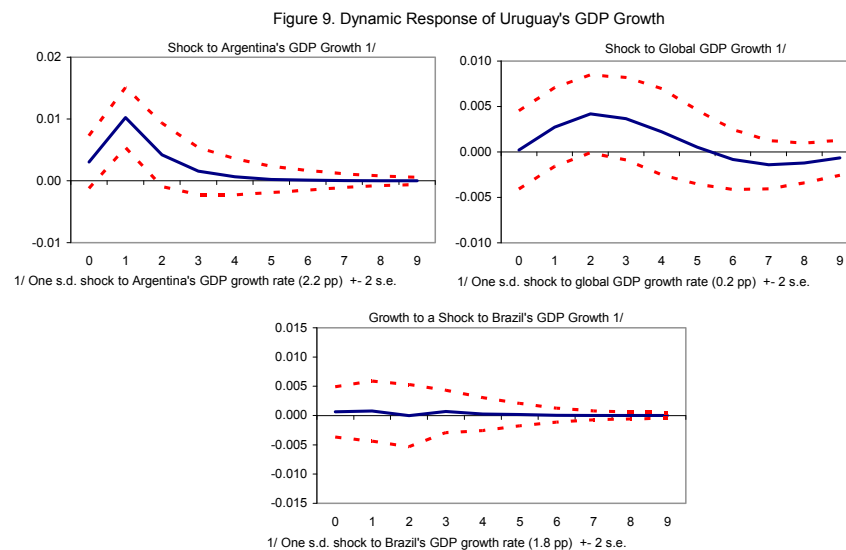 Figure 9. Dynamic Response of Uruguay's GDP Growth
Shock to Argentina's GDP Growth 1/
0.02
0.01
0.00
-0.01
0 1 2 3 4 5 6 7 8 9
1/ One s.d. shock to Argentina's GDP growth rate (2.2 pp) +- 2 s.e.
Shock to Global GDP Growth 1/
0.010
0.005
0.000
-0.005
-0.010
0 1 2 3 4 5 6 7 8 9
1/ One s.d. shock to global GDP growth rate (0.2 pp) +- 2 s.e.
Growth to a Shock to Brazil's GDP Growth 1/
0.015
0.010
0.005
0.000
-0.005
-0.010
-0.015
0 1 2 3 4 5 6 7 8 9
1/ One s.d. shock to Brazil's GDP growth rate (1.8 pp) +- 2 s.e.